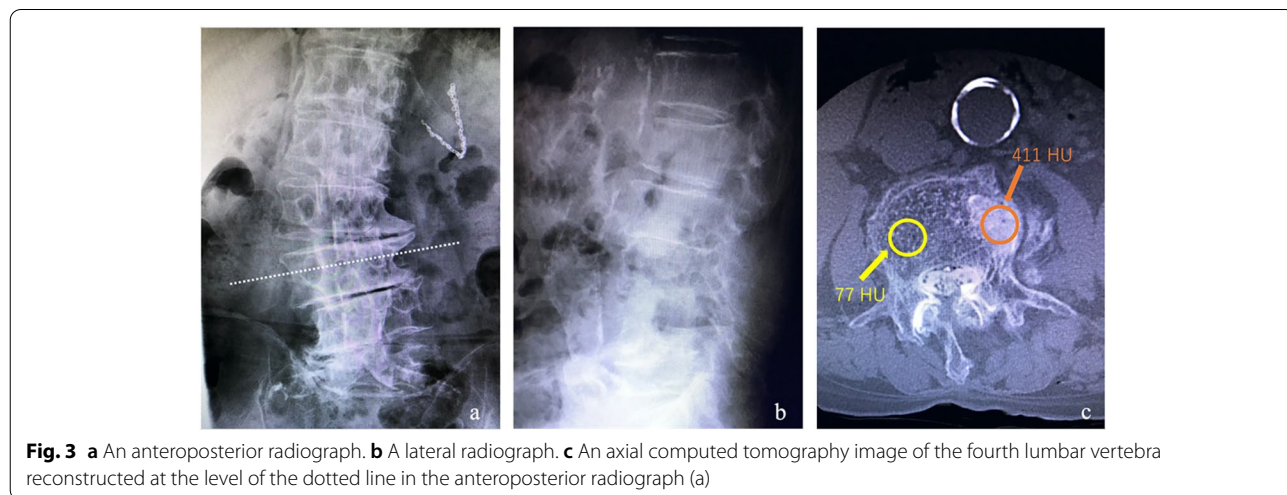 411 HU
77 HU
a
b
c
Fig. 3 a An anteroposterior radiograph. b A lateral radiograph. c An axial computed tomography image of the fourth lumbar vertebra
reconstructed at the level of the dotted line in the anteroposterior radiograph (a)